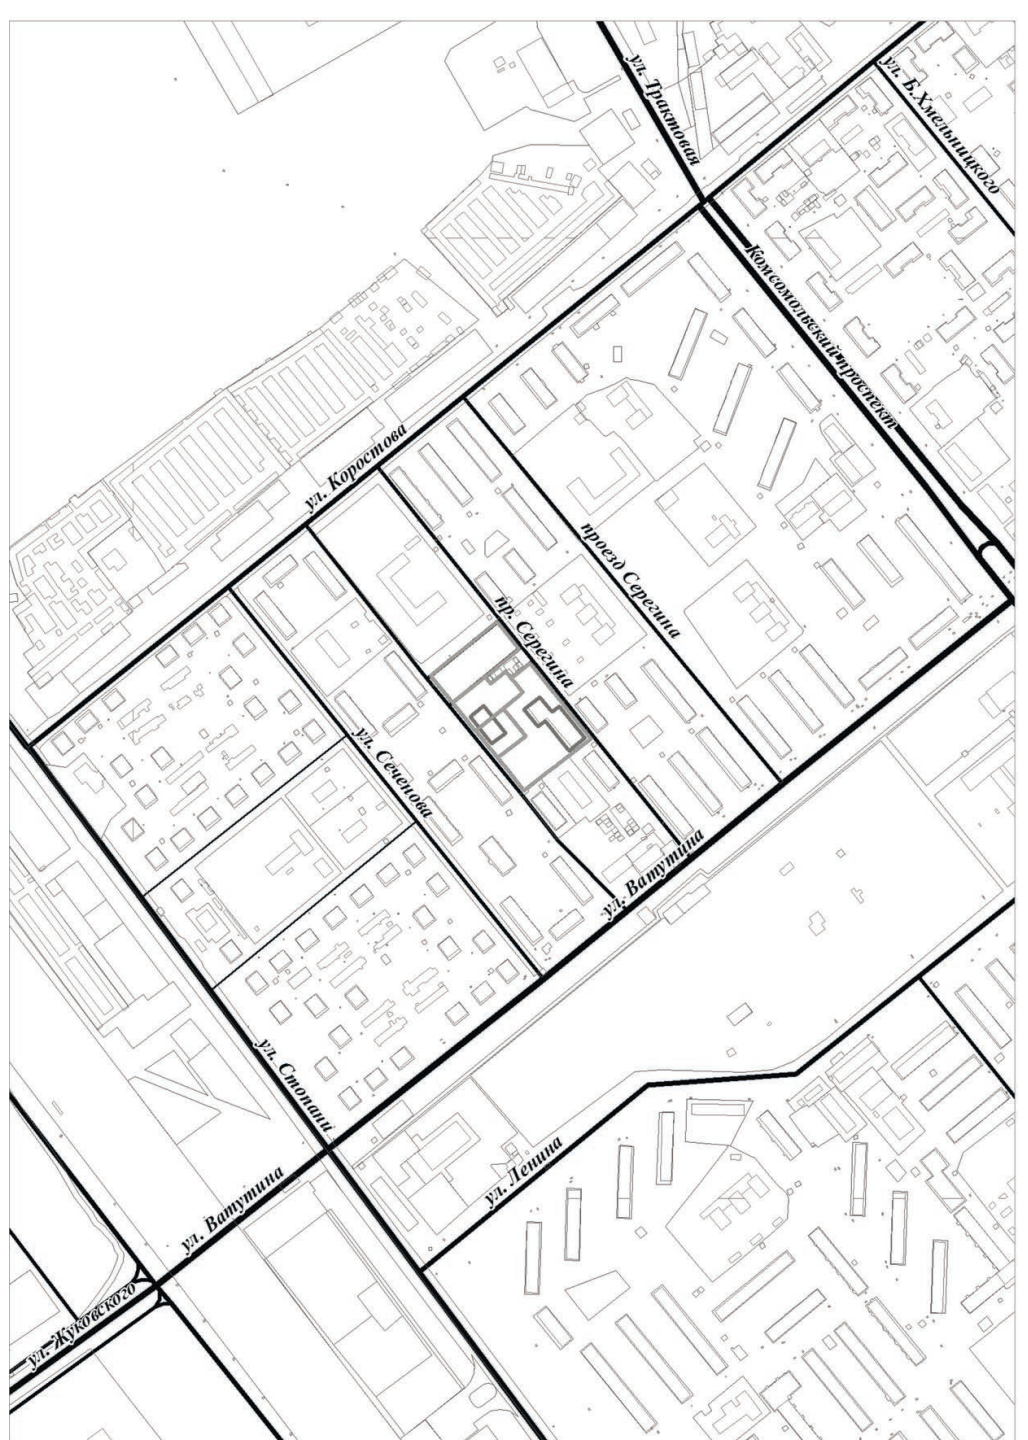 ул. Трактовая
ул. Б.Хмельницкого
Комсомольский проспект
ул. Коростова
проезд Серегина
пр. Серегина
ул. Сеченова
ул. Ватутина
ул. Стопани
ул. Ленина
ул. Ватутина
ул. Жуковского